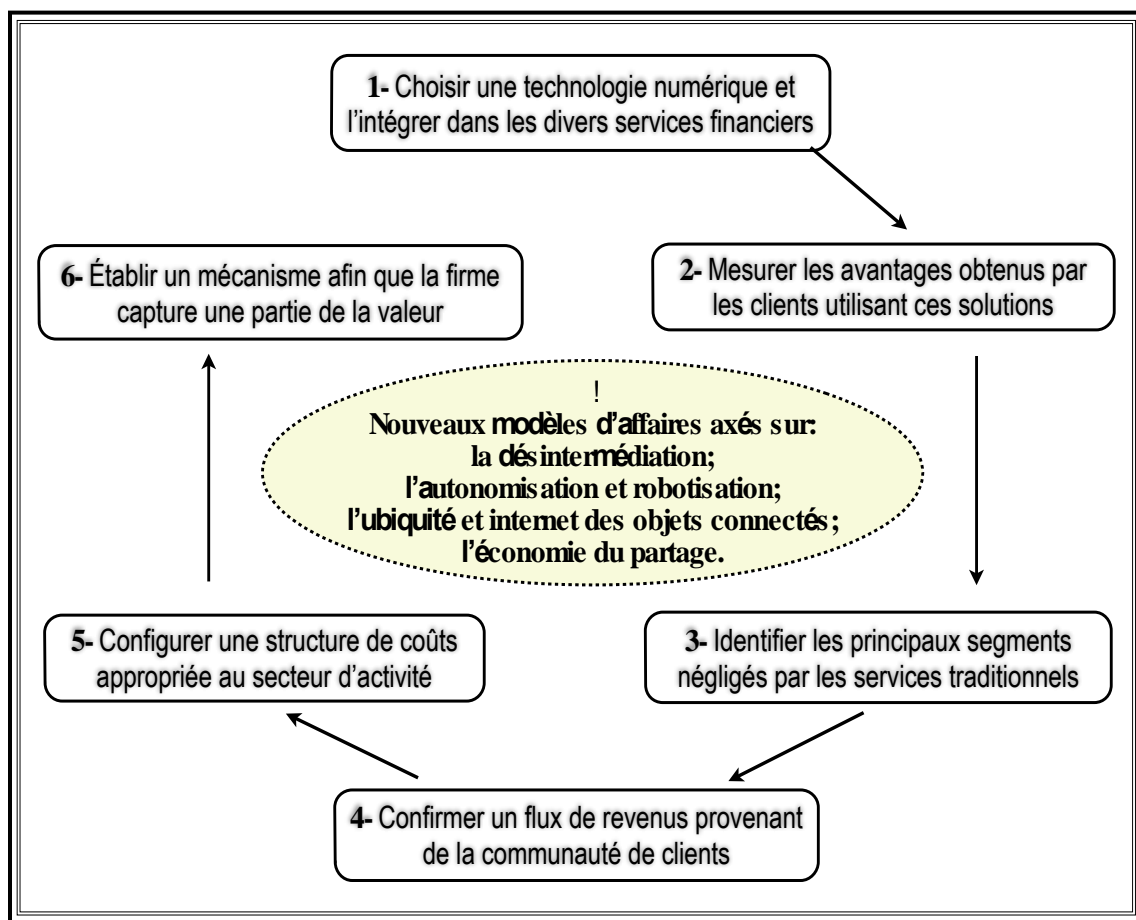 1- Choisir une technologie numérique et
l'intégrer dans les divers services financiers
2- Mesurer les avantages obtenus par
les clients utilisant ces solutions
3- Identifier les principaux segments
négligés par les services traditionnels
4- Confirmer un flux de revenus provenant
de la communauté de clients
5- Configurer une structure de coûts
appropriée au secteur d'activité
6- Établir un mécanisme afin que la firme
capture une partie de la valeur
!
Nouveaux modèles d'affaires axés sur:
la désintermédiation;
l'autonomisation et robotisation;
l'ubiquité et internet des objets connectés;
l'économie du partage.